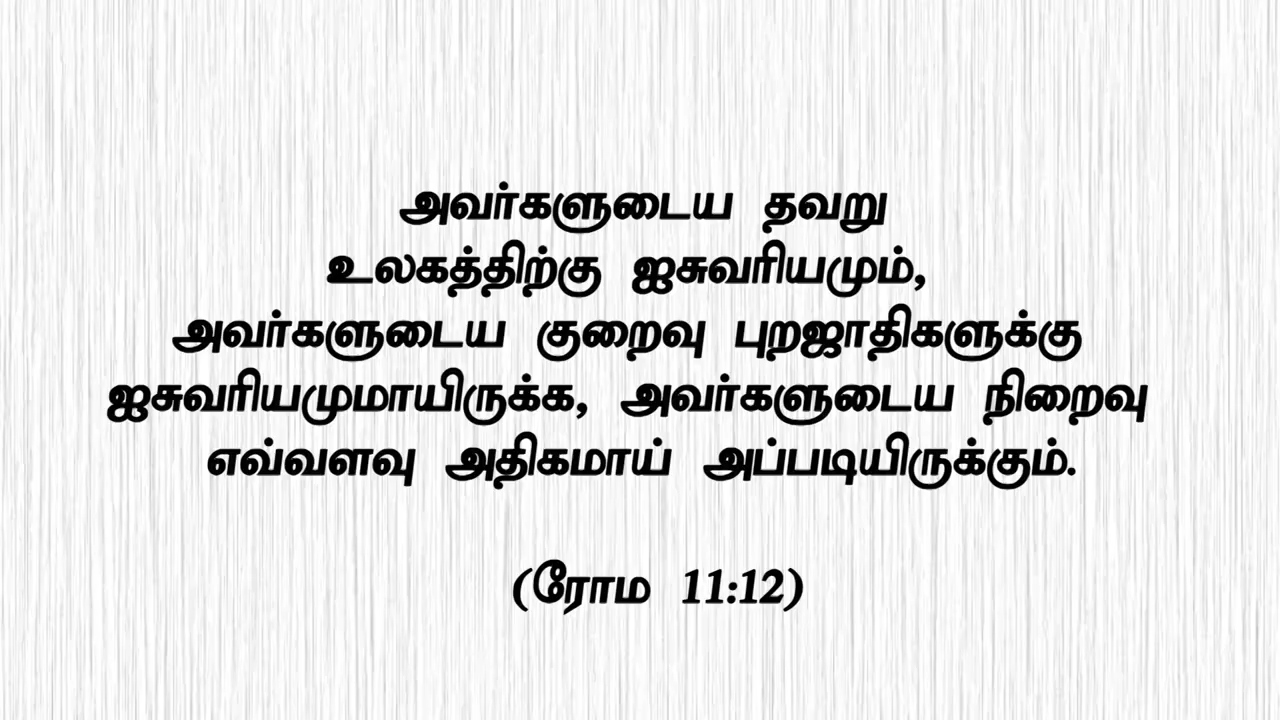 அவர்களுடைய தவறு
உலகத்திற்கு ஐசுவரியமும்,
அவர்களுடைய குறைவு புறஜாதிகளுக்கு
ஐசுவரியமுமாயிருக்க, அவர்களுடைய நிறைவு
எவ்வளவு அதிகமாய் அப்படியிருக்கும்.
(ரோம 11:12)